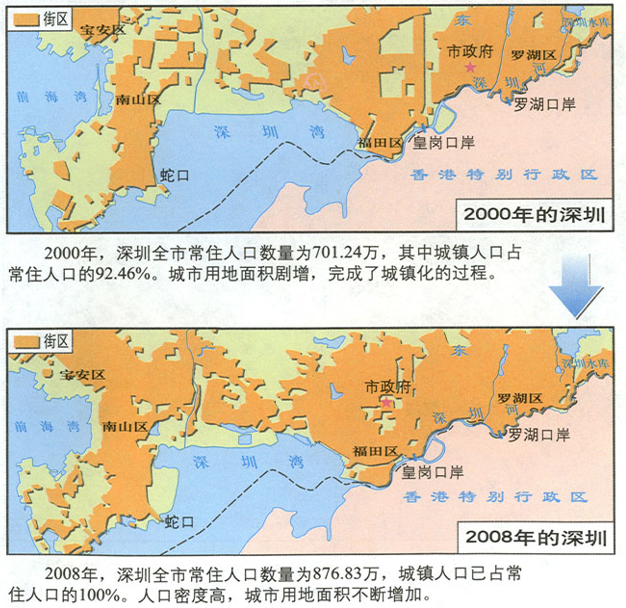 街区
宝安区
东
深圳水库
市政府
罗湖区
前海湾
南山区
深圳河
罗湖口岸
深圳湾
福田区
皇岗口岸
蛇口
香港特别行政区
2000年的深圳
2000年，深圳全市常住人口数量为701.24万，其中城镇人口占
常住人口的92.46%。城市用地面积剧增，完成了城镇化的过程。
街区
广
东
宝安区
深圳水库
市政府
罗湖区
前海湾
南山区
深圳河
罗湖口岸
福田区
深圳湾
皇岗口岸
香港特别行政区
蛇口
2008年的深圳
2008年，深圳全市常住人口数量为876.83万，城镇人口已占常
住人口的100%。人口密度高，城市用地面积不断增加。